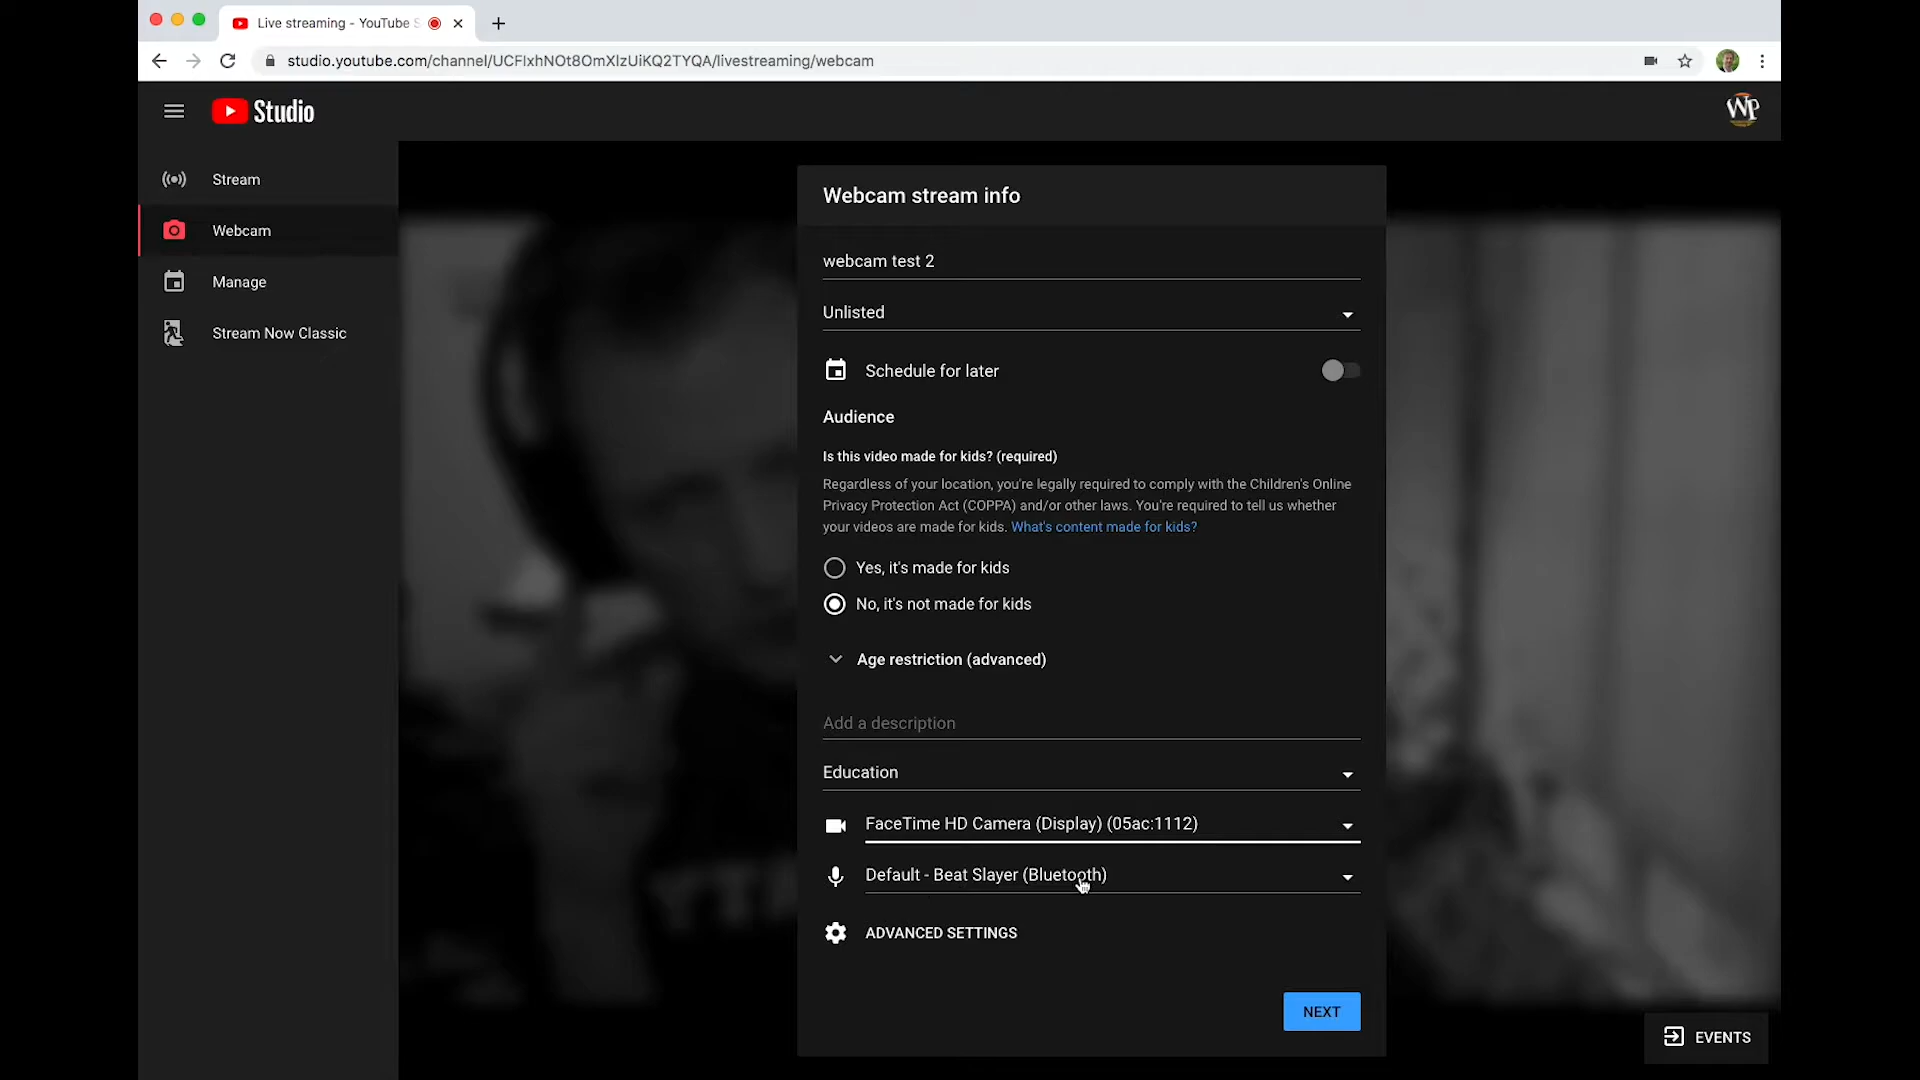 Live streaming - YouTube S
studio.youtube.com/channel/UCFIxhNOt8OmXIzUiKQ2TYQA/livestreaming/webcam
Studio
WP
Stream
Webcam
Manage
Stream Now Classic
Webcam stream info
webcam test 2
Unlisted
Schedule for later
Audience
Is this video made for kids? (required)
Regardless of your location, you're legally required to comply with the Children's Online
Privacy Protection Act (COPPA) and/or other laws. You're required to tell us whether
your videos are made for kids. What's content made for kids?
Yes, it's made for kids
No, it's not made for kids
Age restriction (advanced)
Add a description
Education
FaceTime HD Camera (Display) (05ac:1112)
Default - Beat Slayer (Bluetooth)
ADVANCED SETTINGS
NEXT
EVENTS